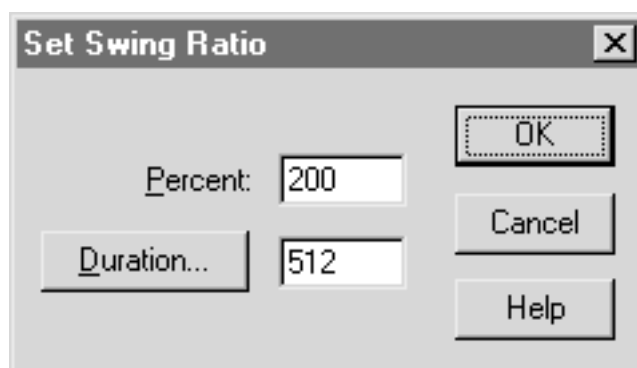 Set Swing Ratio
Percent: 200
Duration... 512
OK
Cancel
Help